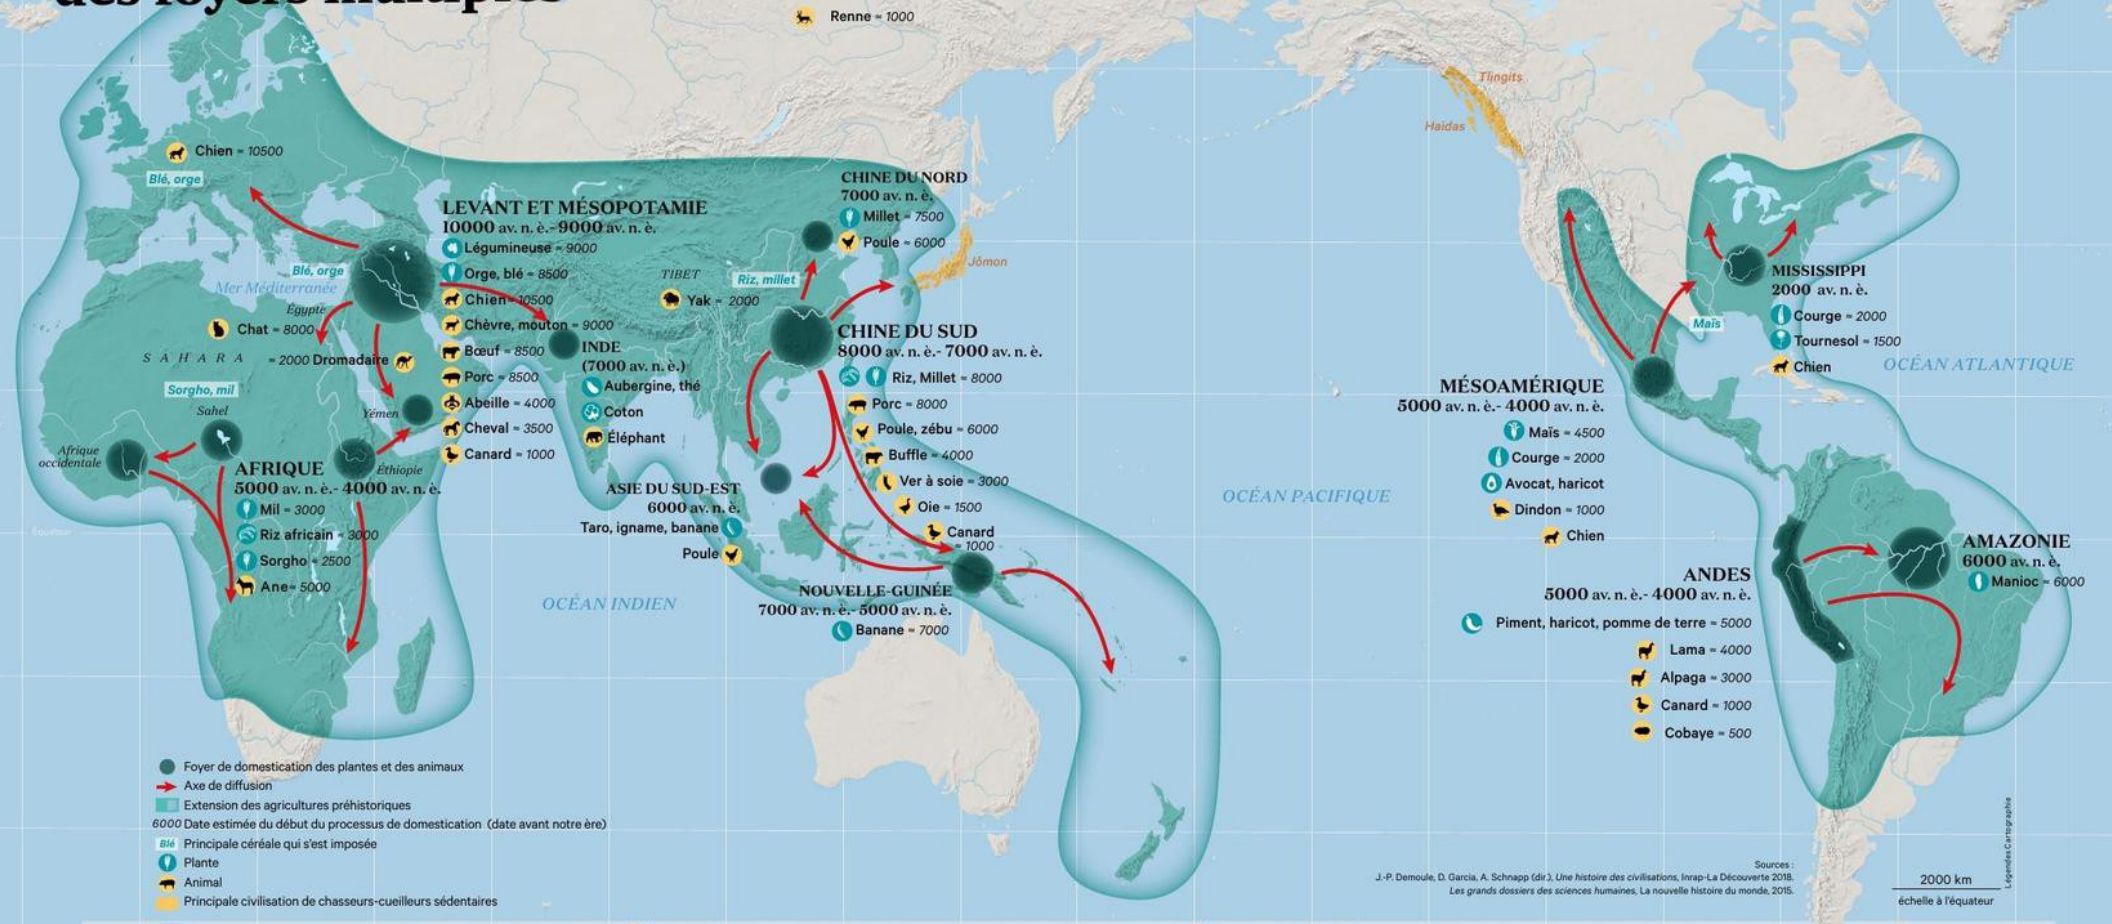 des foyers multiples
Renne ≈ 1000
Tlingits
Haidas
Chien ≈ 10500
Blé, orge
LEVANT ET MÉSOPOTAMIE
10000 av. n. è.-9000 av. n. è.
Légumineuse ≈ 9000
Orge, blé ≈ 8500
Chien ≈ 10500
Chèvre, mouton ≈ 9000
Bœuf ≈ 8500
Porc ≈ 8500
Abeille ≈ 4000
Cheval ≈ 3500
Canard ≈ 1000
Blé, orge
Mer Méditerranée
Égypte
Chat ≈ 8000
SAHARA
≈ 2000 Dromadaire
Sorgho, mil
Sahel
Yémen
Afrique
occidentale
Éthiopie
AFRIQUE
5000 av. n. è.- 4000 av. n. è.
Mil ≈ 3000
Riz africain ≈ 3000
Sorgho ≈ 2500
Ane ≈ 5000
Équateur
INDE
(7000 av. n. è.)
Aubergine, thé
Coton
Éléphant
TIBET
Yak ≈ 2000
Riz, millet
CHINE DU NORD
7000 av. n. è.
Millet ≈ 7500
Poule ≈ 6000
Jômon
CHINE DU SUD
8000 av. n. è.- 7000 av. n. è.
Riz, Millet ≈ 8000
Porc ≈ 8000
Poule, zébu ≈ 6000
Buffle ≈ 4000
Ver à soie ≈ 3000
Oie ≈ 1500
Canard
≈ 1000
ASIE DU SUD-EST
6000 av. n. è.
Taro, igname, banane
Poule
NOUVELLE-GUINÉE
7000 av. n. è.- 5000 av. n. è.
Banane ≈ 7000
OCÉAN INDIEN
OCÉAN PACIFIQUE
OCÉAN ATLANTIQUE
Maïs
MISSISSIPPI
2000 av. n. è.
Courge ≈ 2000
Tournesol ≈ 1500
Chien
MÉSOAMÉRIQUE
5000 av. n. è.- 4000 av. n. è.
Maïs ≈ 4500
Courge ≈ 2000
Avocat, haricot
Dindon ≈ 1000
Chien
ANDES
5000 av. n. è.- 4000 av. n. è.
Piment, haricot, pomme de terre ≈ 5000
Lama ≈ 4000
Alpaga ≈ 3000
Canard ≈ 1000
Cobaye ≈ 500
AMAZONIE
6000 av. n. è.
Manioc ≈ 6000
Foyer de domestication des plantes et des animaux
Axe de diffusion
Extension des agricultures préhistoriques
6000 Date estimée du début du processus de domestication (date avant notre ère)
Blé Principale céréale qui s'est imposée
Plante
Animal
Principale civilisation de chasseurs-cueilleurs sédentaires
Sources :
J.-P. Demoule, D. Garcia, A. Schnapp (dir.), Une histoire des civilisations, Inrap-La Découverte 2018.
Les grands dossiers des sciences humaines, La nouvelle histoire du monde, 2015.
2000 km
échelle à l'équateur
Légendes Cartographie